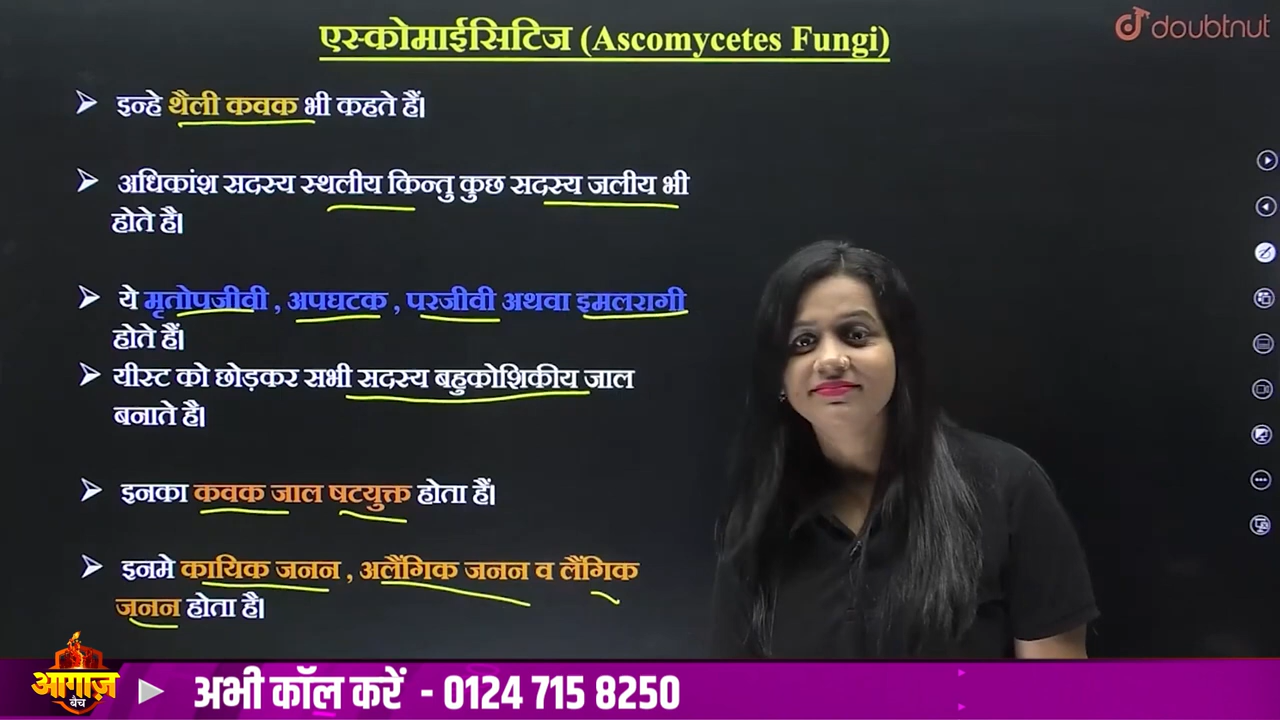 एस्कोमाईसिटिज (Ascomycetes Fungi)
doubtnut
इन्हे थैली कवक भी कहते हैं।
अधिकांश सदस्य स्थलीय किन्तु कुछ सदस्य जलीय भी
होते है।
ये मृतोपजीवी , अपघटक , परजीवी अथवा इमलरागी
होते हैं।
यीस्ट को छोड़कर सभी सदस्य बहुकोशिकीय जाल
बनाते है।
इनका कवक जाल षटयुक्त होता हैं।
इनमे कायिक जनन , अलैंगिक जनन व लैंगिक
जनन होता है।
आगाज़
बैच
अभी कॉल करें - 0124 715 8250